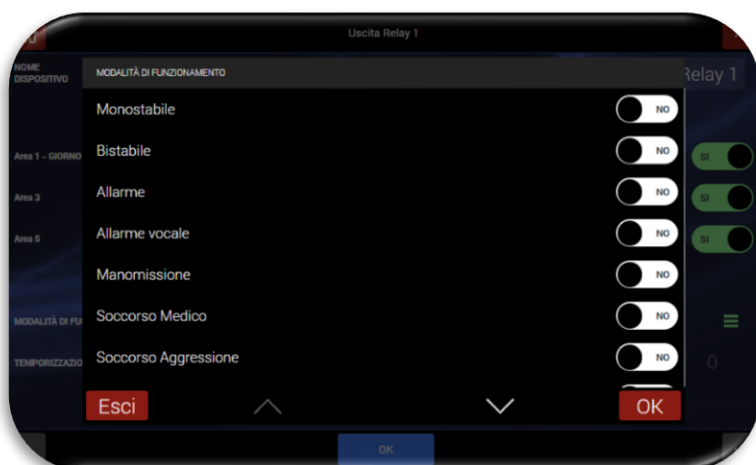 Uscita Relay 1
NOME
DISPOSITIVO
Relay 1
MODALITÀ DI FUNZIONAMENTO
Monostabile NO
Bistabile NO
Area 1 - GIORNO SI
Allarme NO
Area 3 SI
Allarme vocale NO
Area 5 SI
Manomissione NO
Soccorso Medico NO
MODALITÀ DI FU
Soccorso Aggressione NO
TEMPORIZZAZIO 0
Esci OK
OK